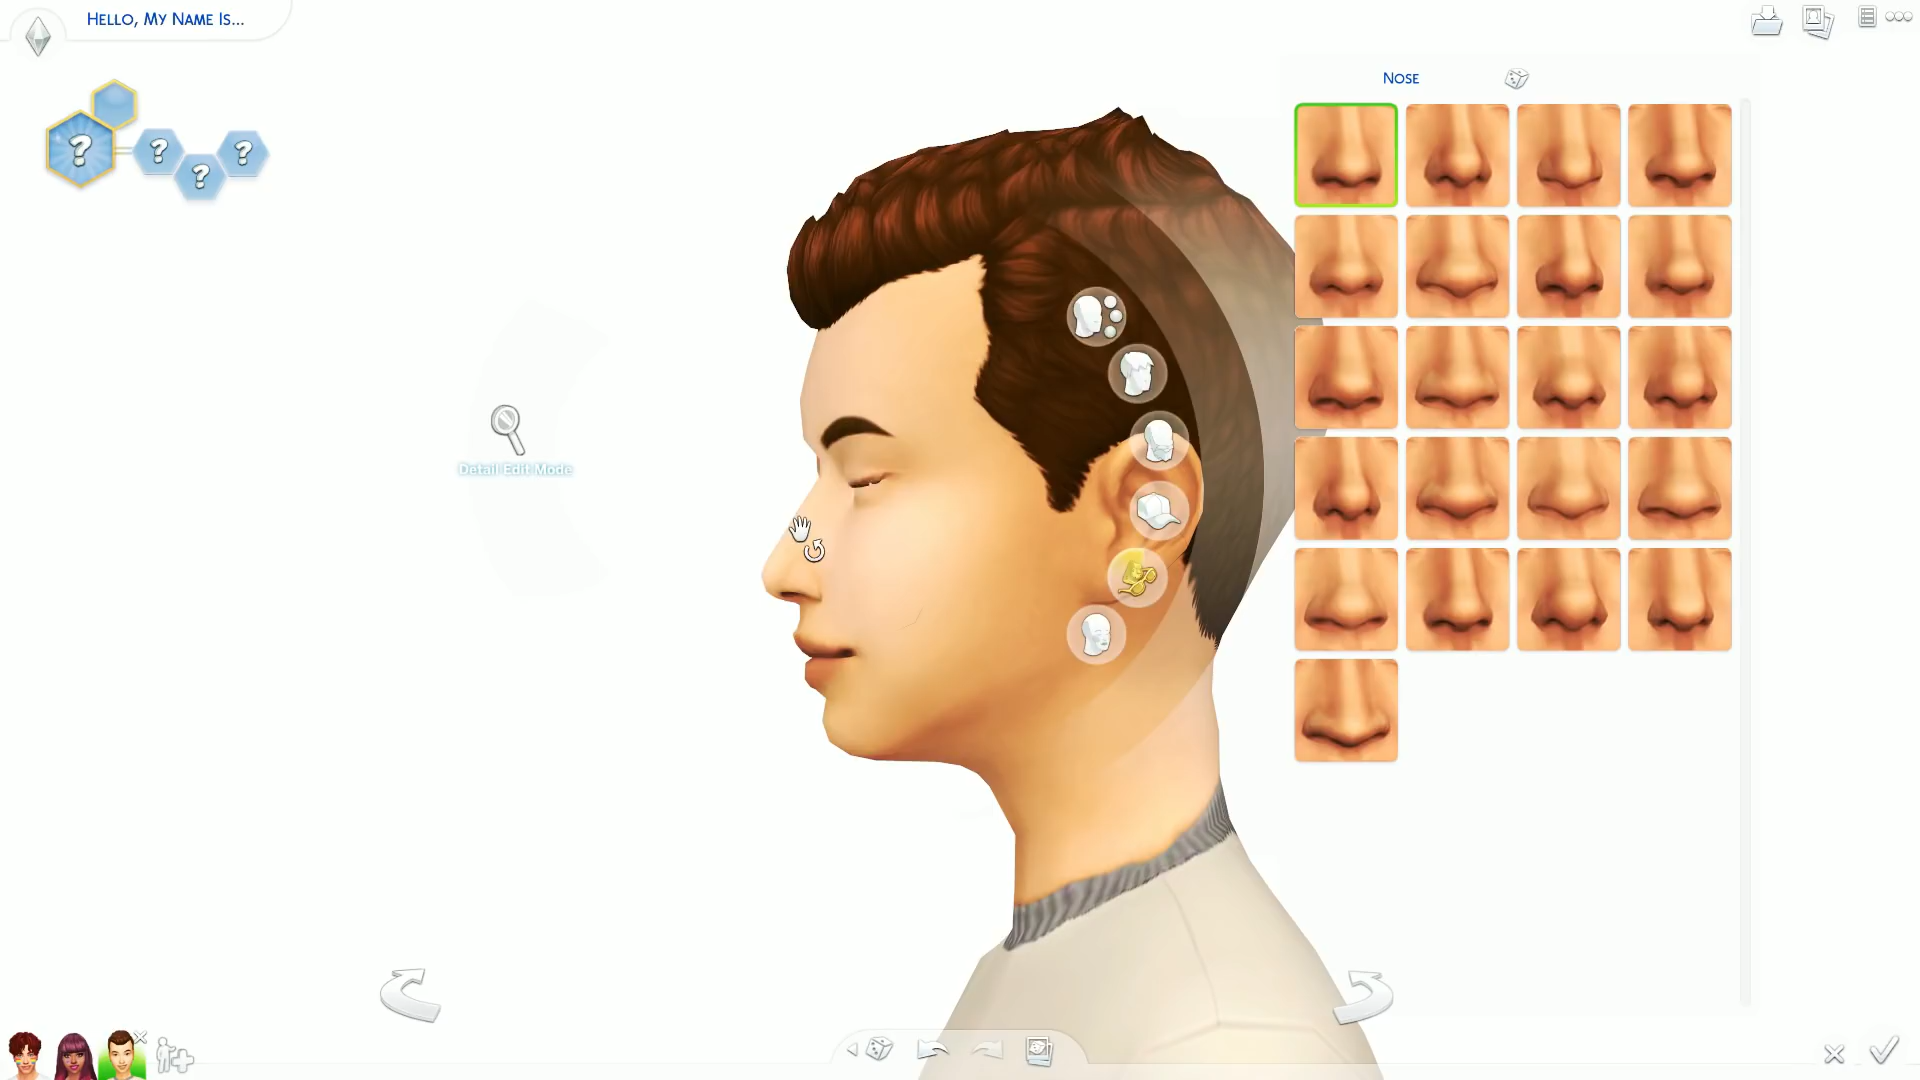 Hello, My Name Is...
Nose
? ? ? ?
Detail Edit Mode